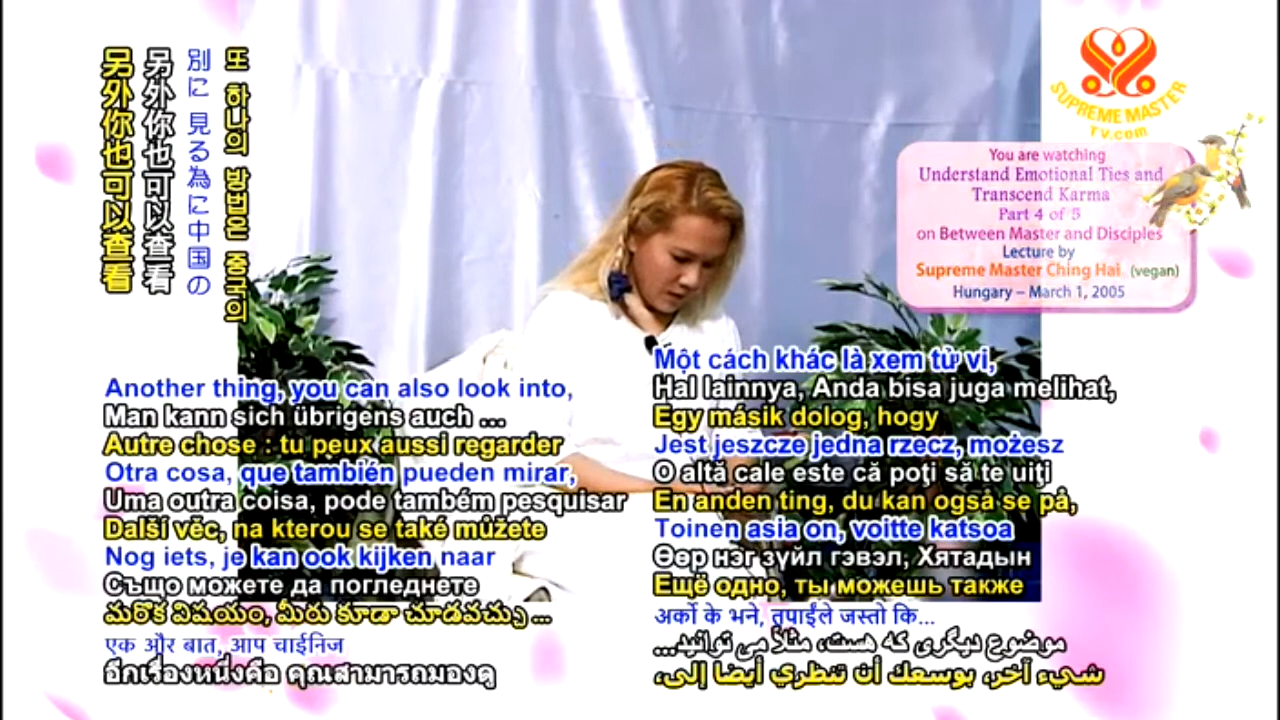 또 하나의 방법은 중국의
別に 見る為に中国の
另外你也可以查看
另外你也可以查看
SUPREME MASTER
TV.com
You are watching
Understand Emotional Ties and
Transcend Karma
Part 4 of 5
on Between Master and Disciples
Lecture by
Supreme Master Ching Hai (vegan)
Hungary – March 1, 2005
Another thing, you can also look into,
Man kann sich übrigens auch ...
Autre chose : tu peux aussi regarder
Otra cosa, que también pueden mirar,
Uma outra coisa, pode também pesquisar
Další věc, na kterou se také můžete
Nog iets, je kan ook kijken naar
Също можете да погледнете
మరొక విషయం, మీరు కూడా చూడవచ్చు ...
एक और बात, आप चाईनिज
อีกเรื่องหนึ่งคือ คุณสามารถมองดู
Một cách khác là xem tử vi,
Hal lainnya, Anda bisa juga melihat,
Egy másik dolog, hogy
Jest jeszcze jedna rzecz, możesz
O altă cale este că poţi să te uiţi
En anden ting, du kan også se på,
Toinen asia on, voitte katsoa
Өөр нэг зүйл гэвэл, Хятадын
Ещё одно, ты можешь также
अर्को के भने, तपाईंले जस्तो कि...
موضوع دیگری که هست، مثلاً می توانید...
شيء آخر، بوسعك أن تنظري أيضا إلى،